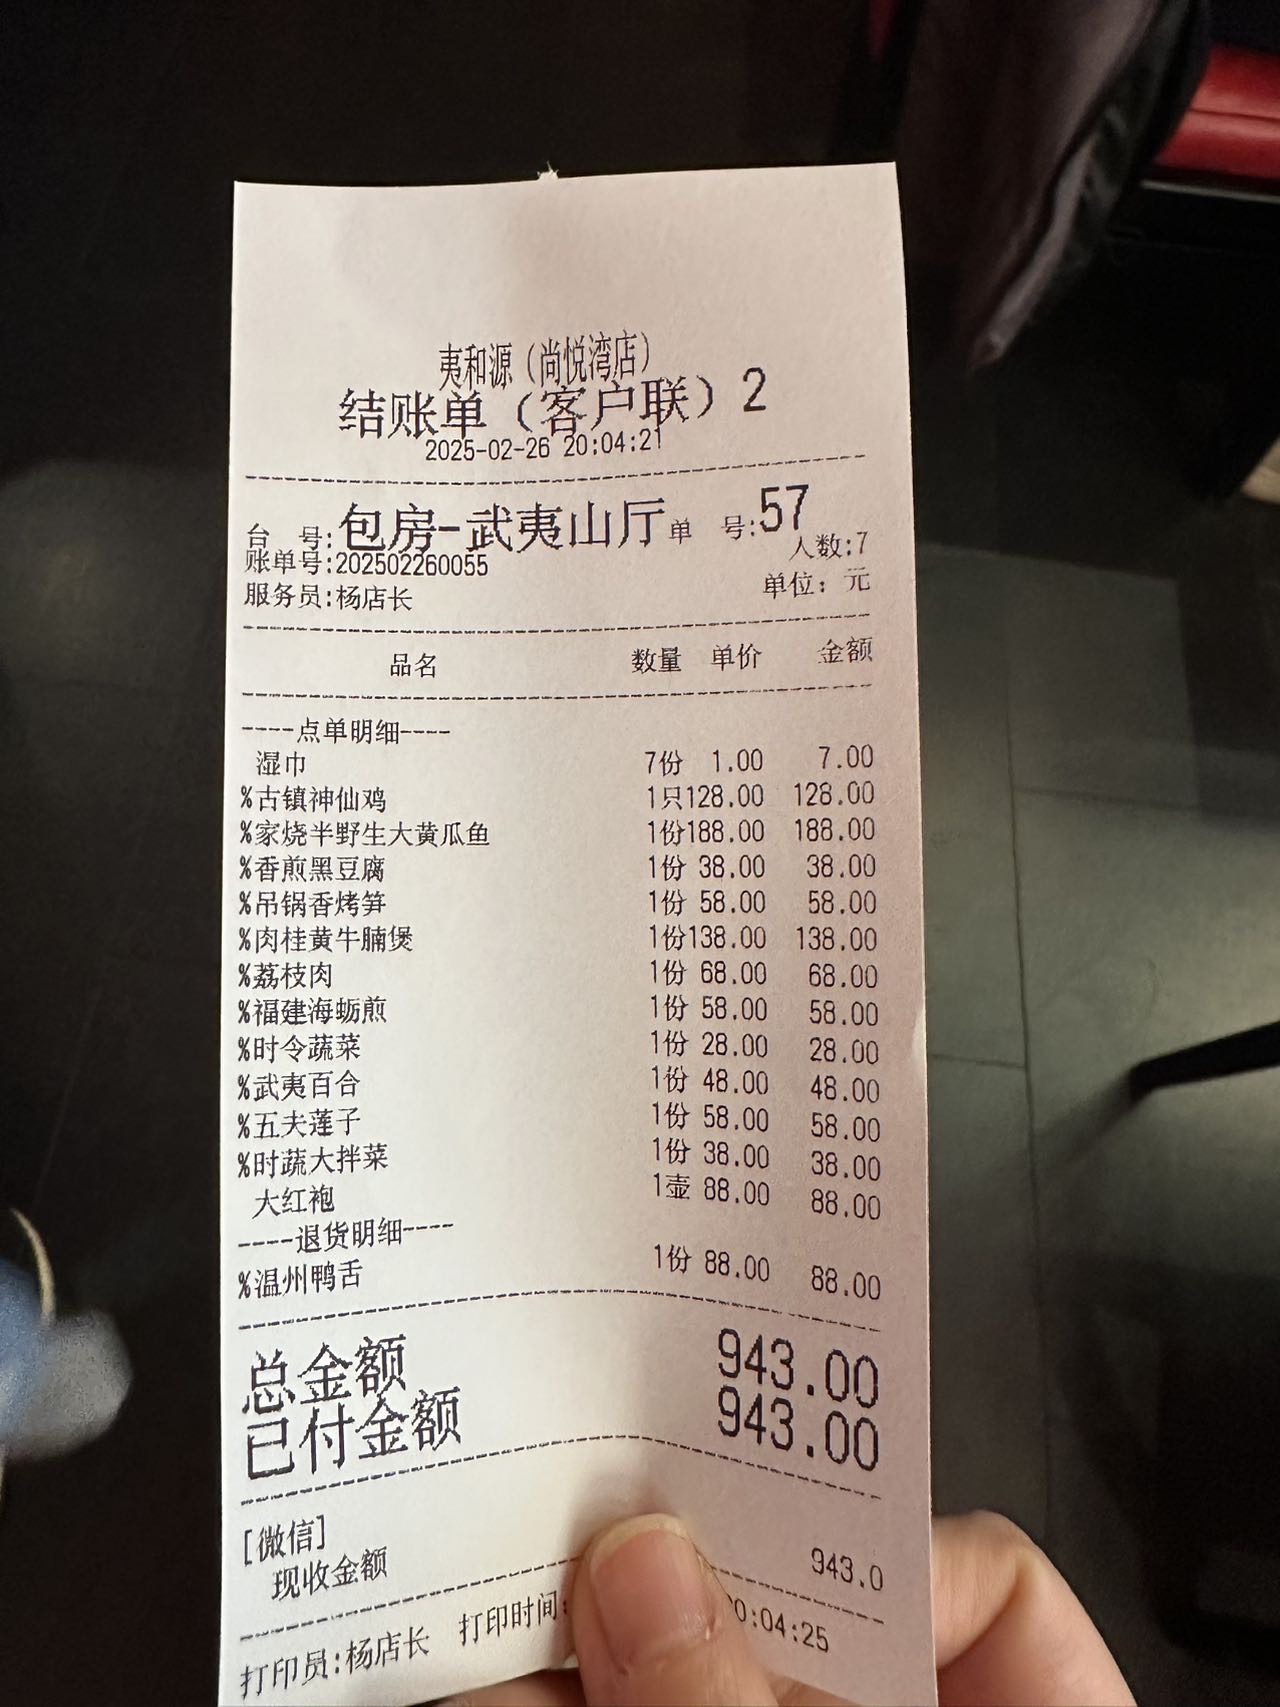 夷和源（尚悦湾店）
结账单（客户联）2
2025-02-26 20:04:21
台 号:包房-武夷山厅 单 号:57
账单号:202502260055 人数:7
服务员:杨店长 单位：元
品名 数量 单价 金额
----点单明细----
湿巾 7份 1.00 7.00
%古镇神仙鸡 1只128.00 128.00
%家烧半野生大黄瓜鱼 1份188.00 188.00
%香煎黑豆腐 1份 38.00 38.00
%吊锅香烤笋 1份 58.00 58.00
%肉桂黄牛腩煲 1份138.00 138.00
%荔枝肉 1份 68.00 68.00
%福建海蛎煎 1份 58.00 58.00
%时令蔬菜 1份 28.00 28.00
%武夷百合 1份 48.00 48.00
%五夫莲子 1份 58.00 58.00
%时蔬大拌菜 1份 38.00 38.00
大红袍 1壶 88.00 88.00
----退货明细----
%温州鸭舌 1份 88.00 88.00
总金额 943.00
已付金额 943.00
[微信]
现收金额 943.0
打印员:杨店长 打印时间: 0:04:25